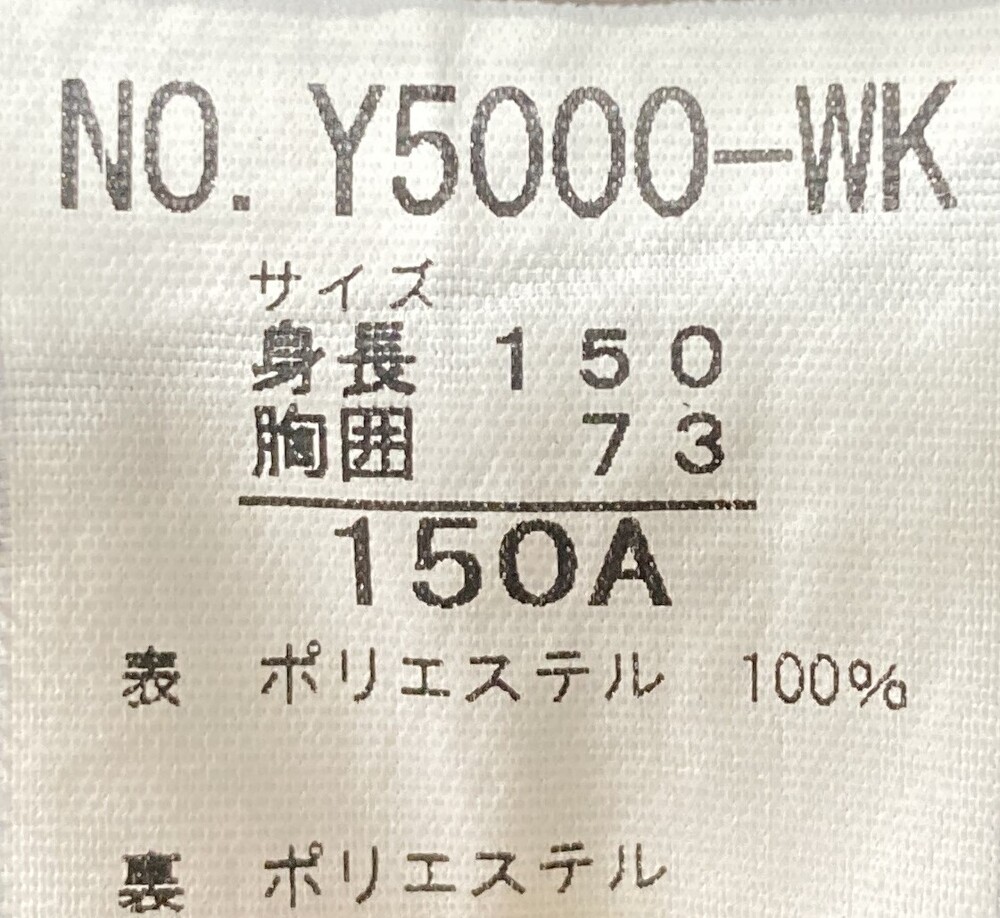 NO. Y5000-WK
サイズ
身長 150
胸囲 73
150A
表 ポリエステル 100%
裏 ポリエステル